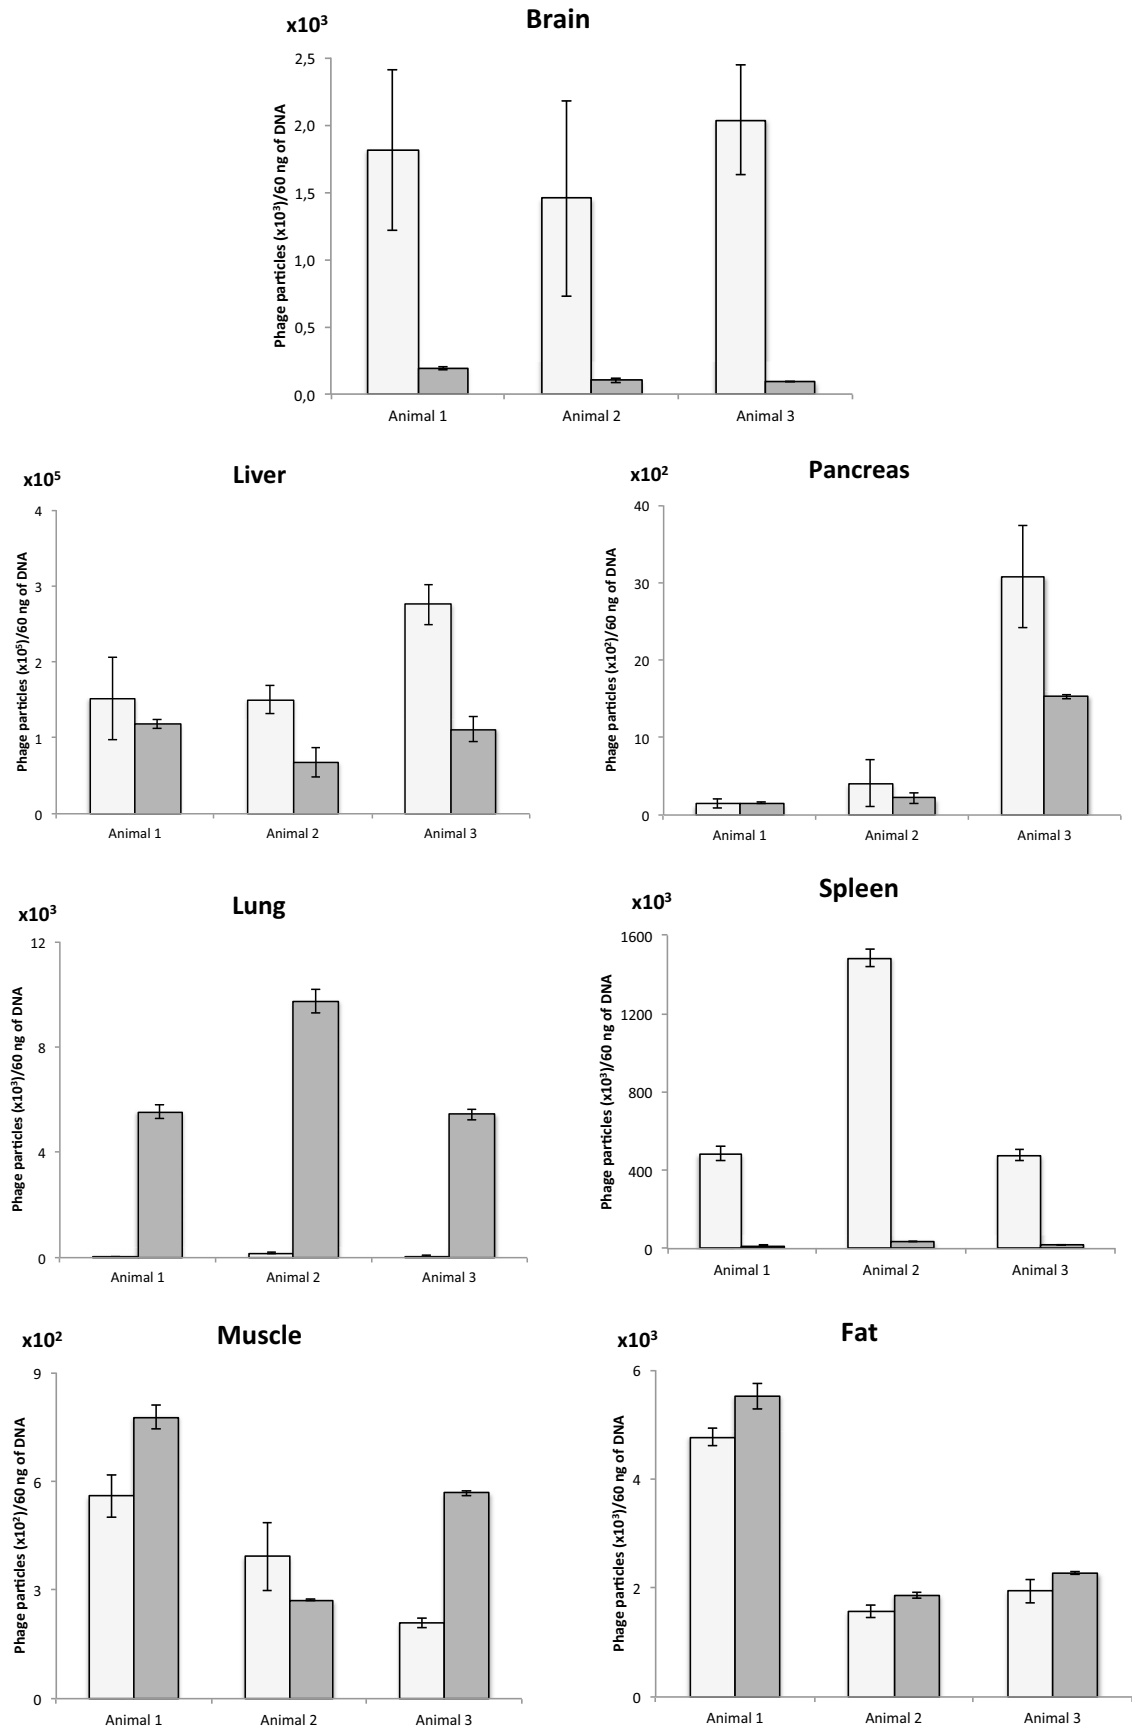 Brain
x10³
Phage particles (x10³)/60 ng of DNA
2,5
2,0
1,5
1,0
0,5
0,0
Animal 1 Animal 2 Animal 3
Liver
x10⁵
Phage particles (x10⁵)/60 ng of DNA
4
3
2
1
0
Animal 1 Animal 2 Animal 3
Pancreas
x10²
Phage particles (x10²)/60 ng of DNA
40
30
20
10
0
Animal 1 Animal 2 Animal 3
Lung
x10³
Phage particles (x10³)/60 ng of DNA
12
8
4
0
Animal 1 Animal 2 Animal 3
Spleen
x10³
Phage particles (x10³)/60 ng of DNA
1600
1200
800
400
0
Animal 1 Animal 2 Animal 3
Muscle
x10²
Phage particles (x10²)/60 ng of DNA
9
6
3
0
Animal 1 Animal 2 Animal 3
Fat
x10³
Phage particles (x10³)/60 ng of DNA
6
4
2
0
Animal 1 Animal 2 Animal 3